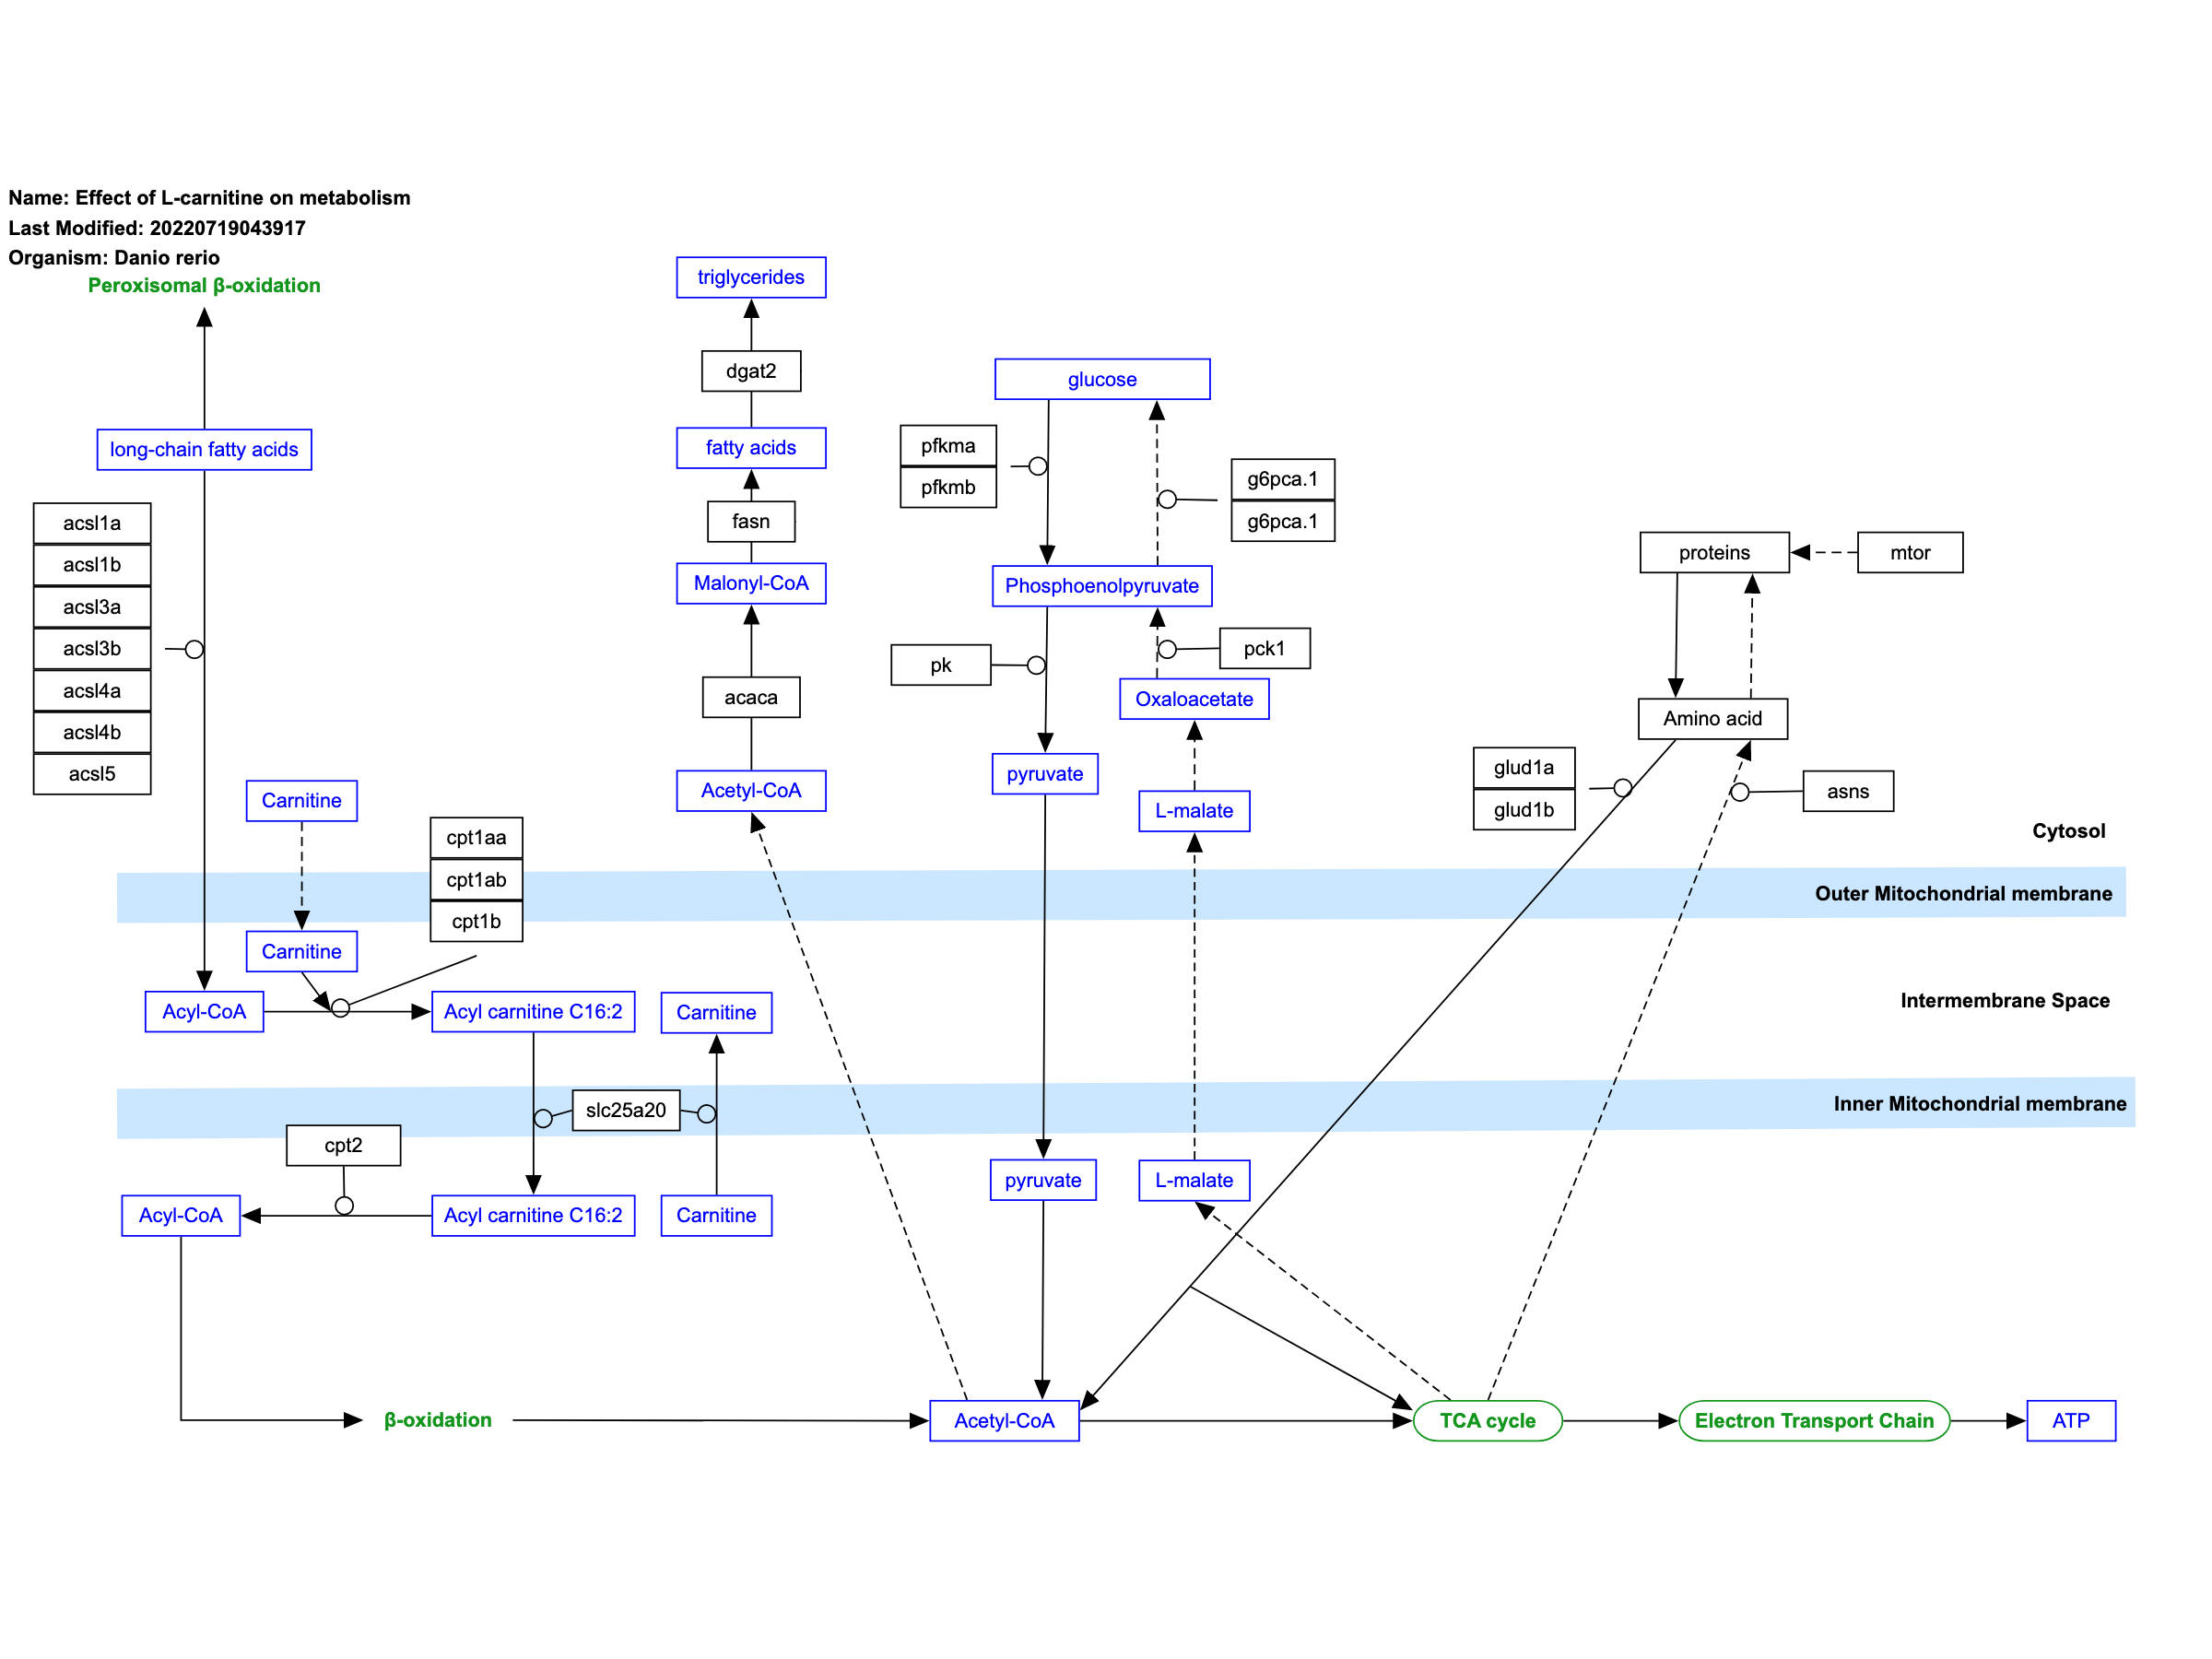 Name: Effect of L-carnitine on metabolism
Last Modified: 20220719043917
Organism: Danio rerio
Peroxisomal β-oxidation
long-chain fatty acids
acsl1a
acsl1b
acsl3a
acsl3b
acsl4a
acsl4b
acsl5
Carnitine
cpt1aa
cpt1ab
cpt1b
Carnitine
Acyl-CoA
Acyl carnitine C16:2
Carnitine
slc25a20
cpt2
Acyl-CoA
Acyl carnitine C16:2
Carnitine
β-oxidation
triglycerides
dgat2
fatty acids
fasn
Malonyl-CoA
acaca
Acetyl-CoA
glucose
pfkma
pfkmb
g6pca.1
g6pca.1
Phosphoenolpyruvate
pk
pck1
Oxaloacetate
pyruvate
L-malate
pyruvate
L-malate
proteins
mtor
Amino acid
glud1a
glud1b
asns
Cytosol
Outer Mitochondrial membrane
Intermembrane Space
Inner Mitochondrial membrane
Acetyl-CoA
TCA cycle
Electron Transport Chain
ATP